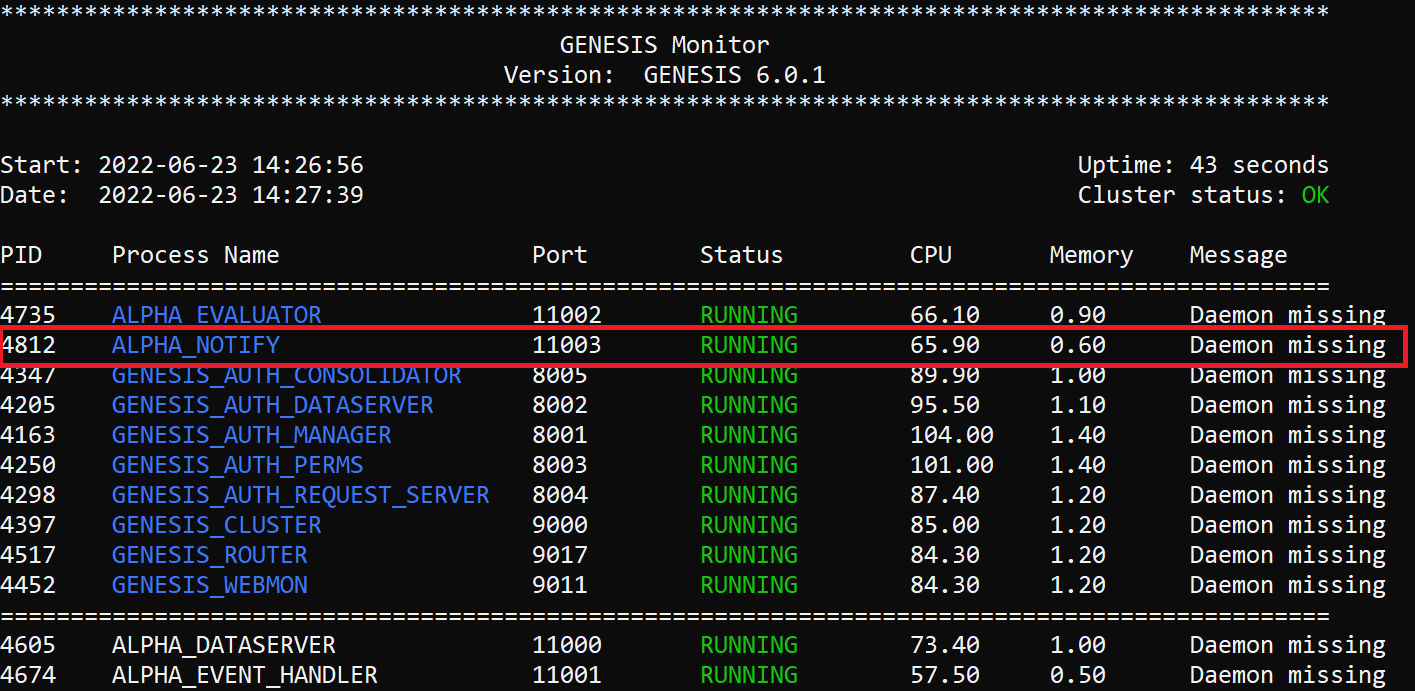 ***********************************************************************************************
GENESIS Monitor
Version:  GENESIS 6.0.1
***********************************************************************************************
Start: 2022-06-23 14:26:56 Uptime: 43 seconds
Date:  2022-06-23 14:27:39 Cluster status: OK
PID Process Name Port Status CPU Memory Message
===============================================================================================
4735 ALPHA_EVALUATOR 11002 RUNNING 66.10 0.90 Daemon missing
4812 ALPHA_NOTIFY 11003 RUNNING 65.90 0.60 Daemon missing
4347 GENESIS_AUTH_CONSOLIDATOR 8005 RUNNING 89.90 1.00 Daemon missing
4205 GENESIS_AUTH_DATASERVER 8002 RUNNING 95.50 1.10 Daemon missing
4163 GENESIS_AUTH_MANAGER 8001 RUNNING 104.00 1.40 Daemon missing
4250 GENESIS_AUTH_PERMS 8003 RUNNING 101.00 1.40 Daemon missing
4298 GENESIS_AUTH_REQUEST_SERVER 8004 RUNNING 87.40 1.20 Daemon missing
4397 GENESIS_CLUSTER 9000 RUNNING 85.00 1.20 Daemon missing
4517 GENESIS_ROUTER 9017 RUNNING 84.30 1.20 Daemon missing
4452 GENESIS_WEBMON 9011 RUNNING 84.30 1.20 Daemon missing
===============================================================================================
4605 ALPHA_DATASERVER 11000 RUNNING 73.40 1.00 Daemon missing
4674 ALPHA_EVENT_HANDLER 11001 RUNNING 57.50 0.50 Daemon missing